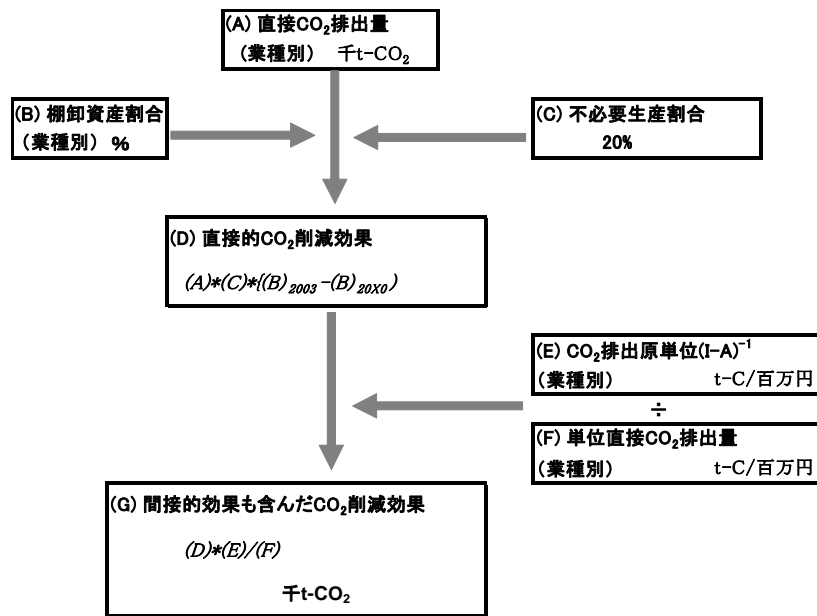 (A) 直接CO₂排出量
（業種別） 千t-CO₂
(B) 棚卸資産割合
（業種別） %
(C) 不必要生産割合
20%
(D) 直接的CO₂削減効果
(A)*(C)*{(B)₂₀₀₃-(B)₂₀ₓ₀)
(E) CO₂排出原単位(I-A)⁻¹
（業種別） t-C/百万円
÷
(F) 単位直接CO₂排出量
（業種別） t-C/百万円
(G) 間接的効果も含んだCO₂削減効果
(D)*(E)/(F)
千t-CO₂